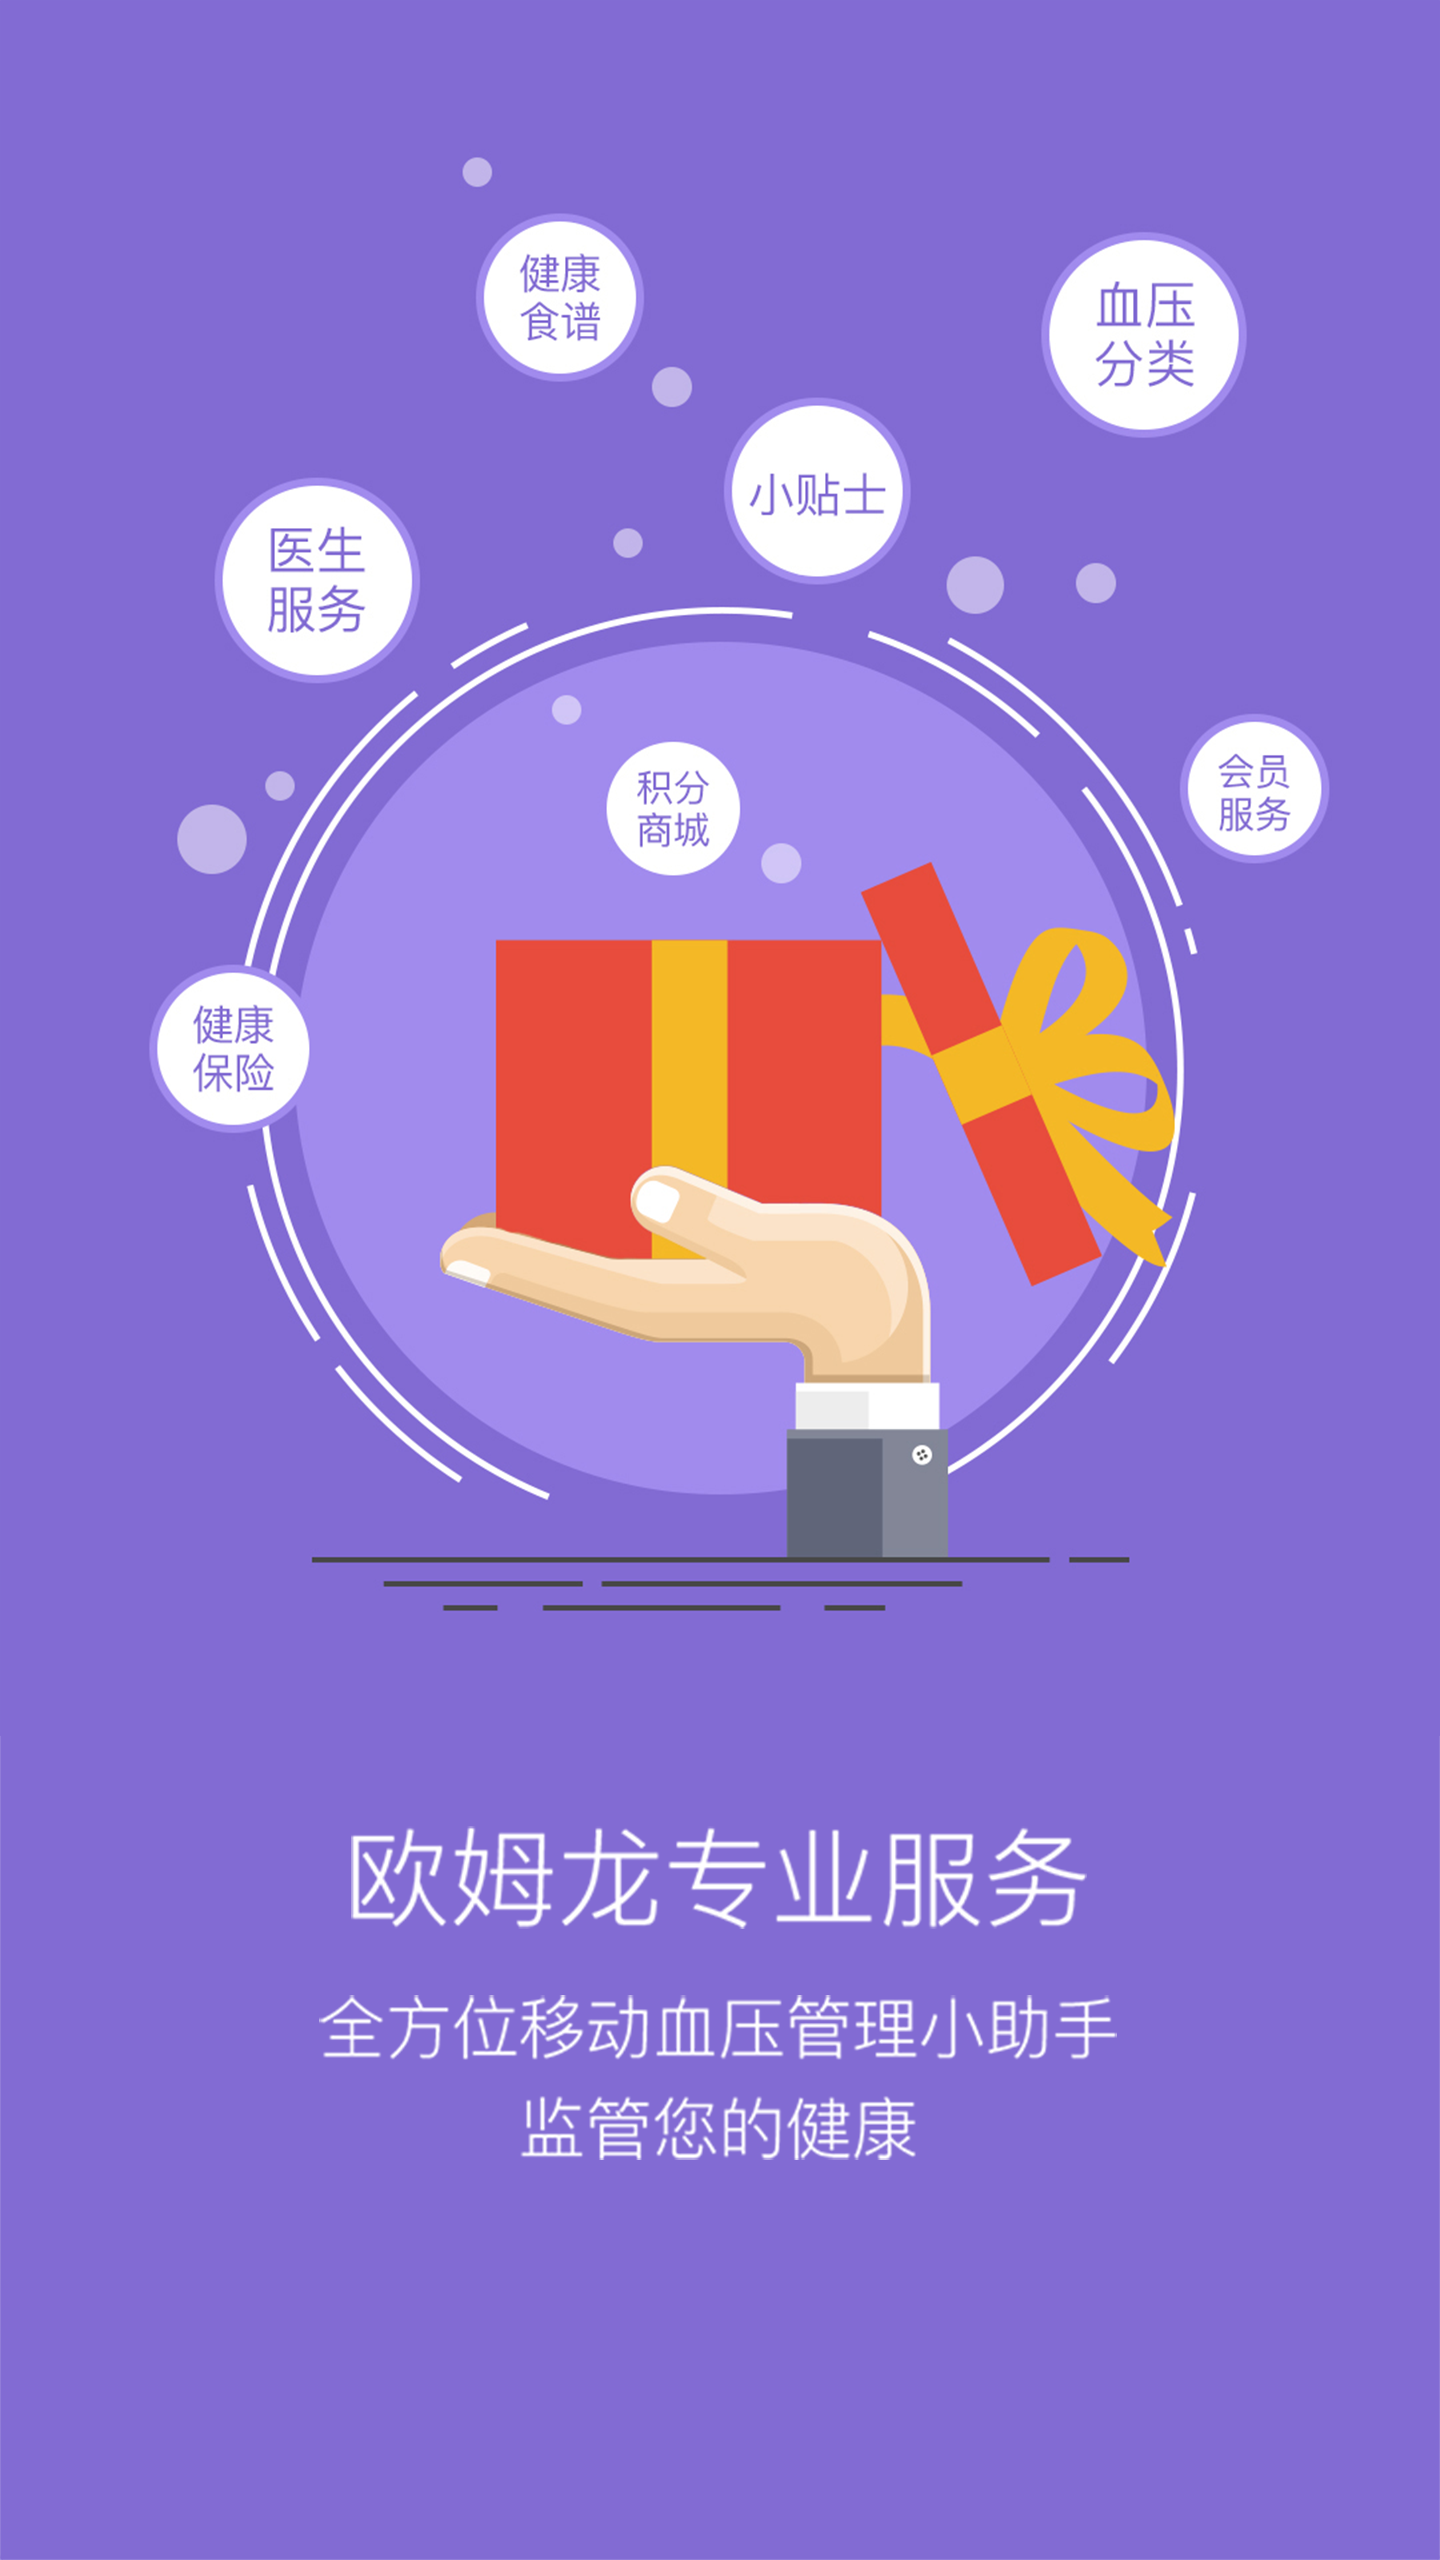 健康
食谱
血压
分类
小贴士
医生
服务
积分
商城
会员
服务
健康
保险
欧姆龙专业服务
全方位移动血压管理小助手
监管您的健康